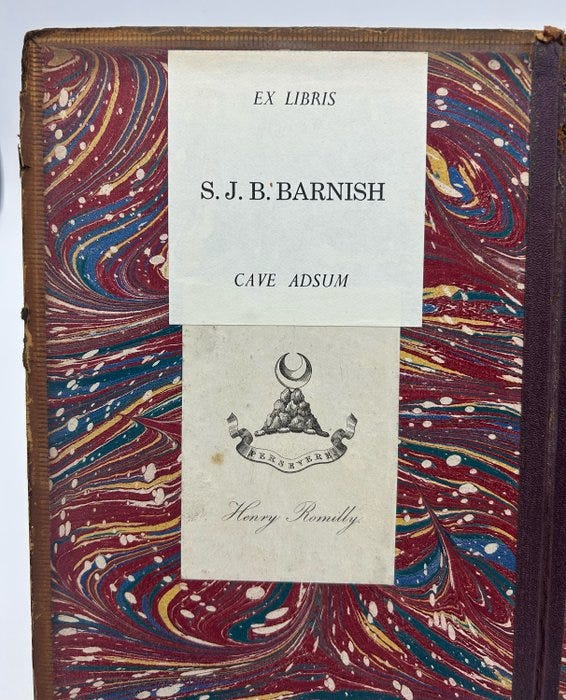 EX LIBRIS
S. J. B. BARNISH
CAVE ADSUM
PERSEVERE
Henry Romilly.